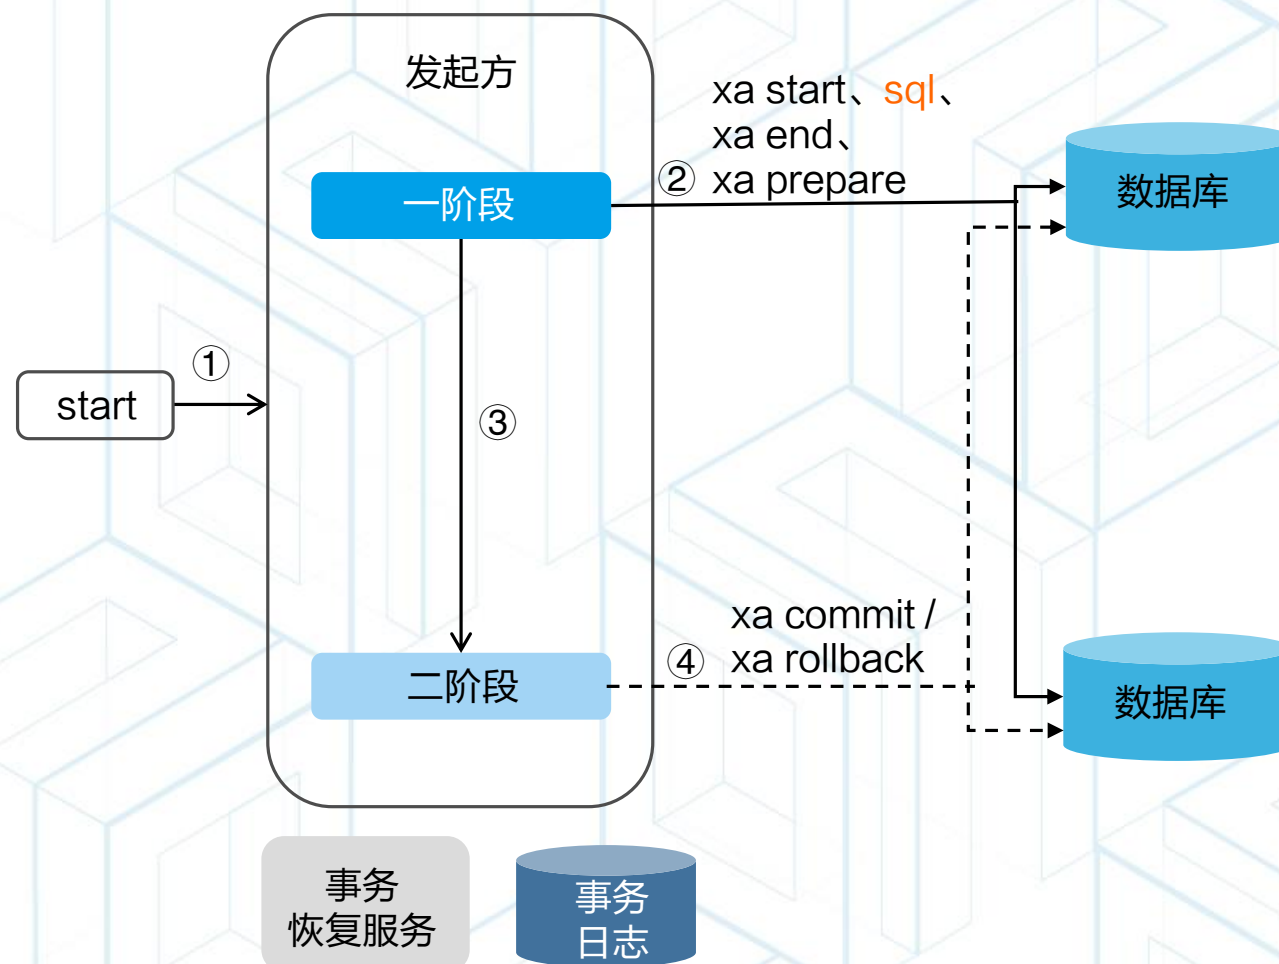 发起方
xa start、sql、
xa end、
② xa prepare
一阶段
数据库
①
start
③
xa commit /
④ xa rollback
二阶段
数据库
事务
恢复服务
事务
日志